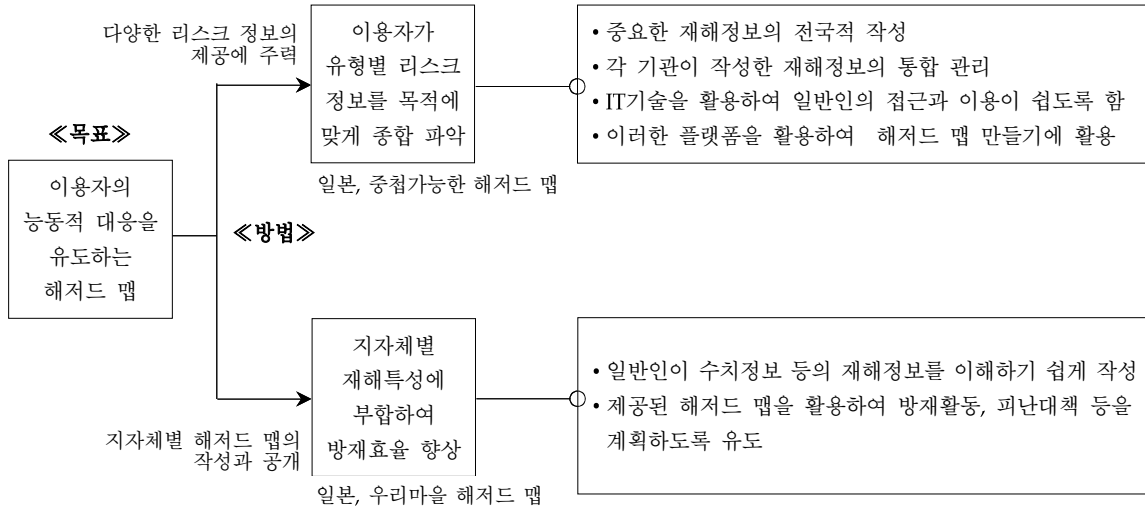 다양한 리스크 정보의
제공에 주력
이용자가
유형별 리스크
정보를 목적에
맞게 종합 파악
• 중요한 재해정보의 전국적 작성
• 각 기관이 작성한 재해정보의 통합 관리
• IT기술을 활용하여 일반인의 접근과 이용이 쉽도록 함
• 이러한 플랫폼을 활용하여 해저드 맵 만들기에 활용
일본, 중첩가능한 해저드 맵
≪목표≫
이용자의
능동적 대응을
유도하는
해저드 맵
≪방법≫
지자체별
재해특성에
부합하여
방재효율 향상
• 일반인이 수치정보 등의 재해정보를 이해하기 쉽게 작성
• 제공된 해저드 맵을 활용하여 방재활동, 피난대책 등을
계획하도록 유도
지자체별 해저드 맵의
작성과 공개
일본, 우리마을 해저드 맵